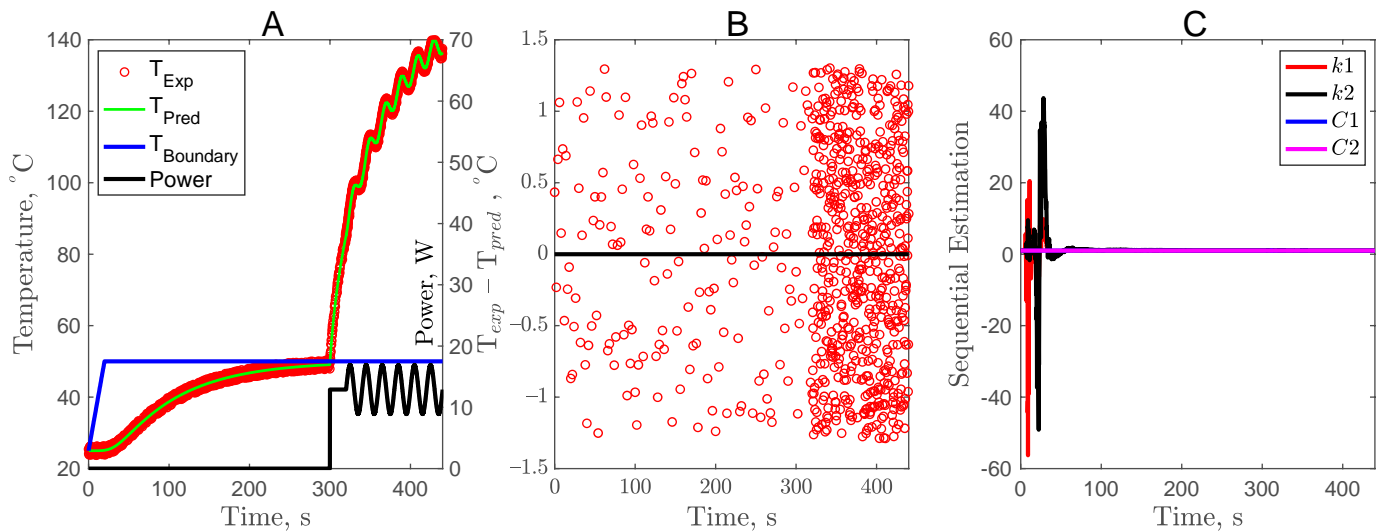 A
B
C
140
120
100
80
60
40
20
Temperature, °C
T_Exp
T_Pred
T_Boundary
Power
70
60
50
40
30
20
10
0
Power, W
0
100
200
300
400
Time, s
1.5
1
0.5
0
−0.5
−1
−1.5
T_exp − T_pred , °C
0
100
200
300
400
Time, s
60
40
20
0
-20
-40
-60
Sequential Estimation
k1
k2
C1
C2
0
100
200
300
400
Time, s